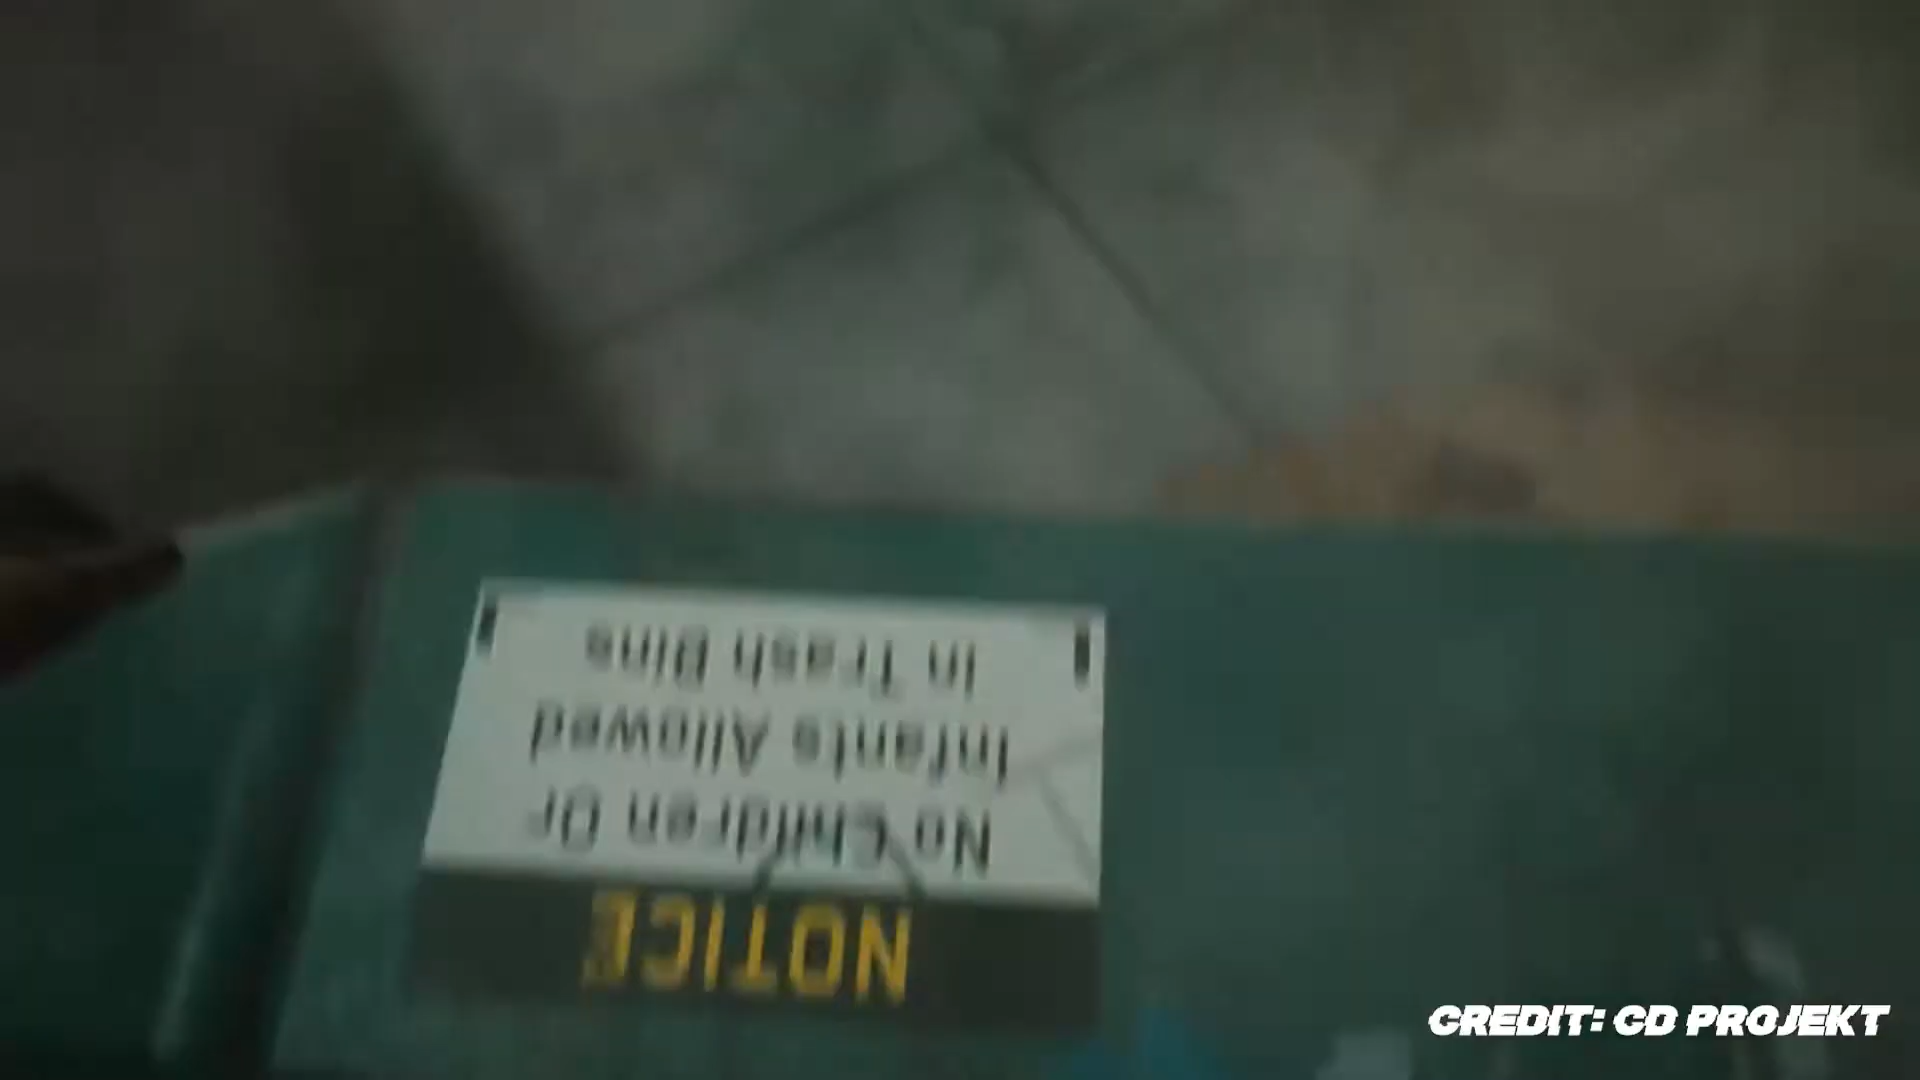 NOTICE
No Children Or
Infants Allowed
In Trash Bins
CREDIT: CD PROJEKT